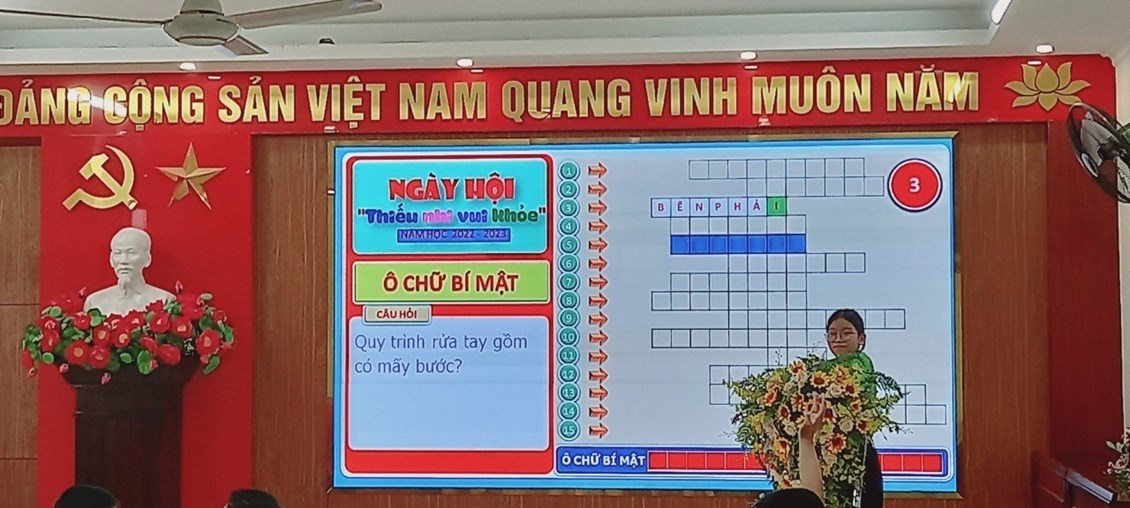 ĐẢNG CỘNG SẢN VIỆT NAM QUANG VINH MUÔN NĂM
NGÀY HỘI
"Thiếu nhi vui khỏe"
NĂM HỌC 2022 - 2023
Ô CHỮ BÍ MẬT
CÂU HỎI
Quy trình rửa tay gồm
có mấy bước?
1
2
3
BÊNPHẢI
4
5
6
7
8
9
10
11
12
13
14
15
3
Ô CHỮ BÍ MẬT